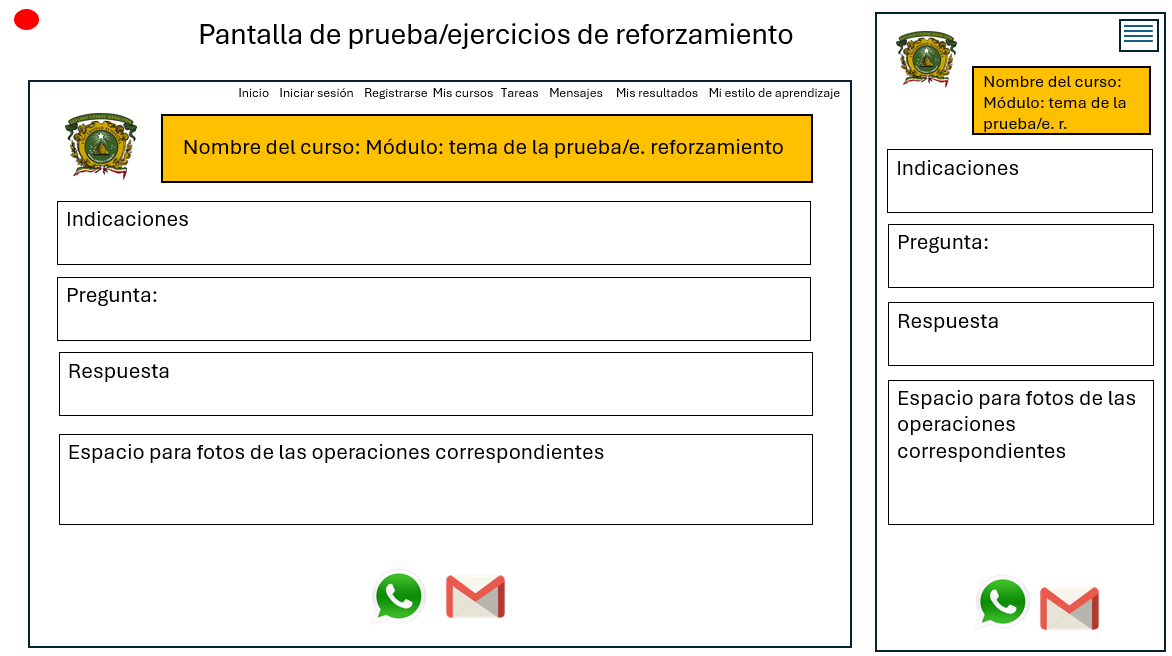 Pantalla de prueba/ejercicios de reforzamiento
Inicio Iniciar sesión Registrarse Mis cursos Tareas Mensajes Mis resultados Mi estilo de aprendizaje
Nombre del curso: Módulo: tema de la prueba/e. reforzamiento
Indicaciones
Pregunta:
Respuesta
Espacio para fotos de las operaciones correspondientes
Nombre del curso:
Módulo: tema de la
prueba/e. r.
Indicaciones
Pregunta:
Respuesta
Espacio para fotos de las
operaciones
correspondientes